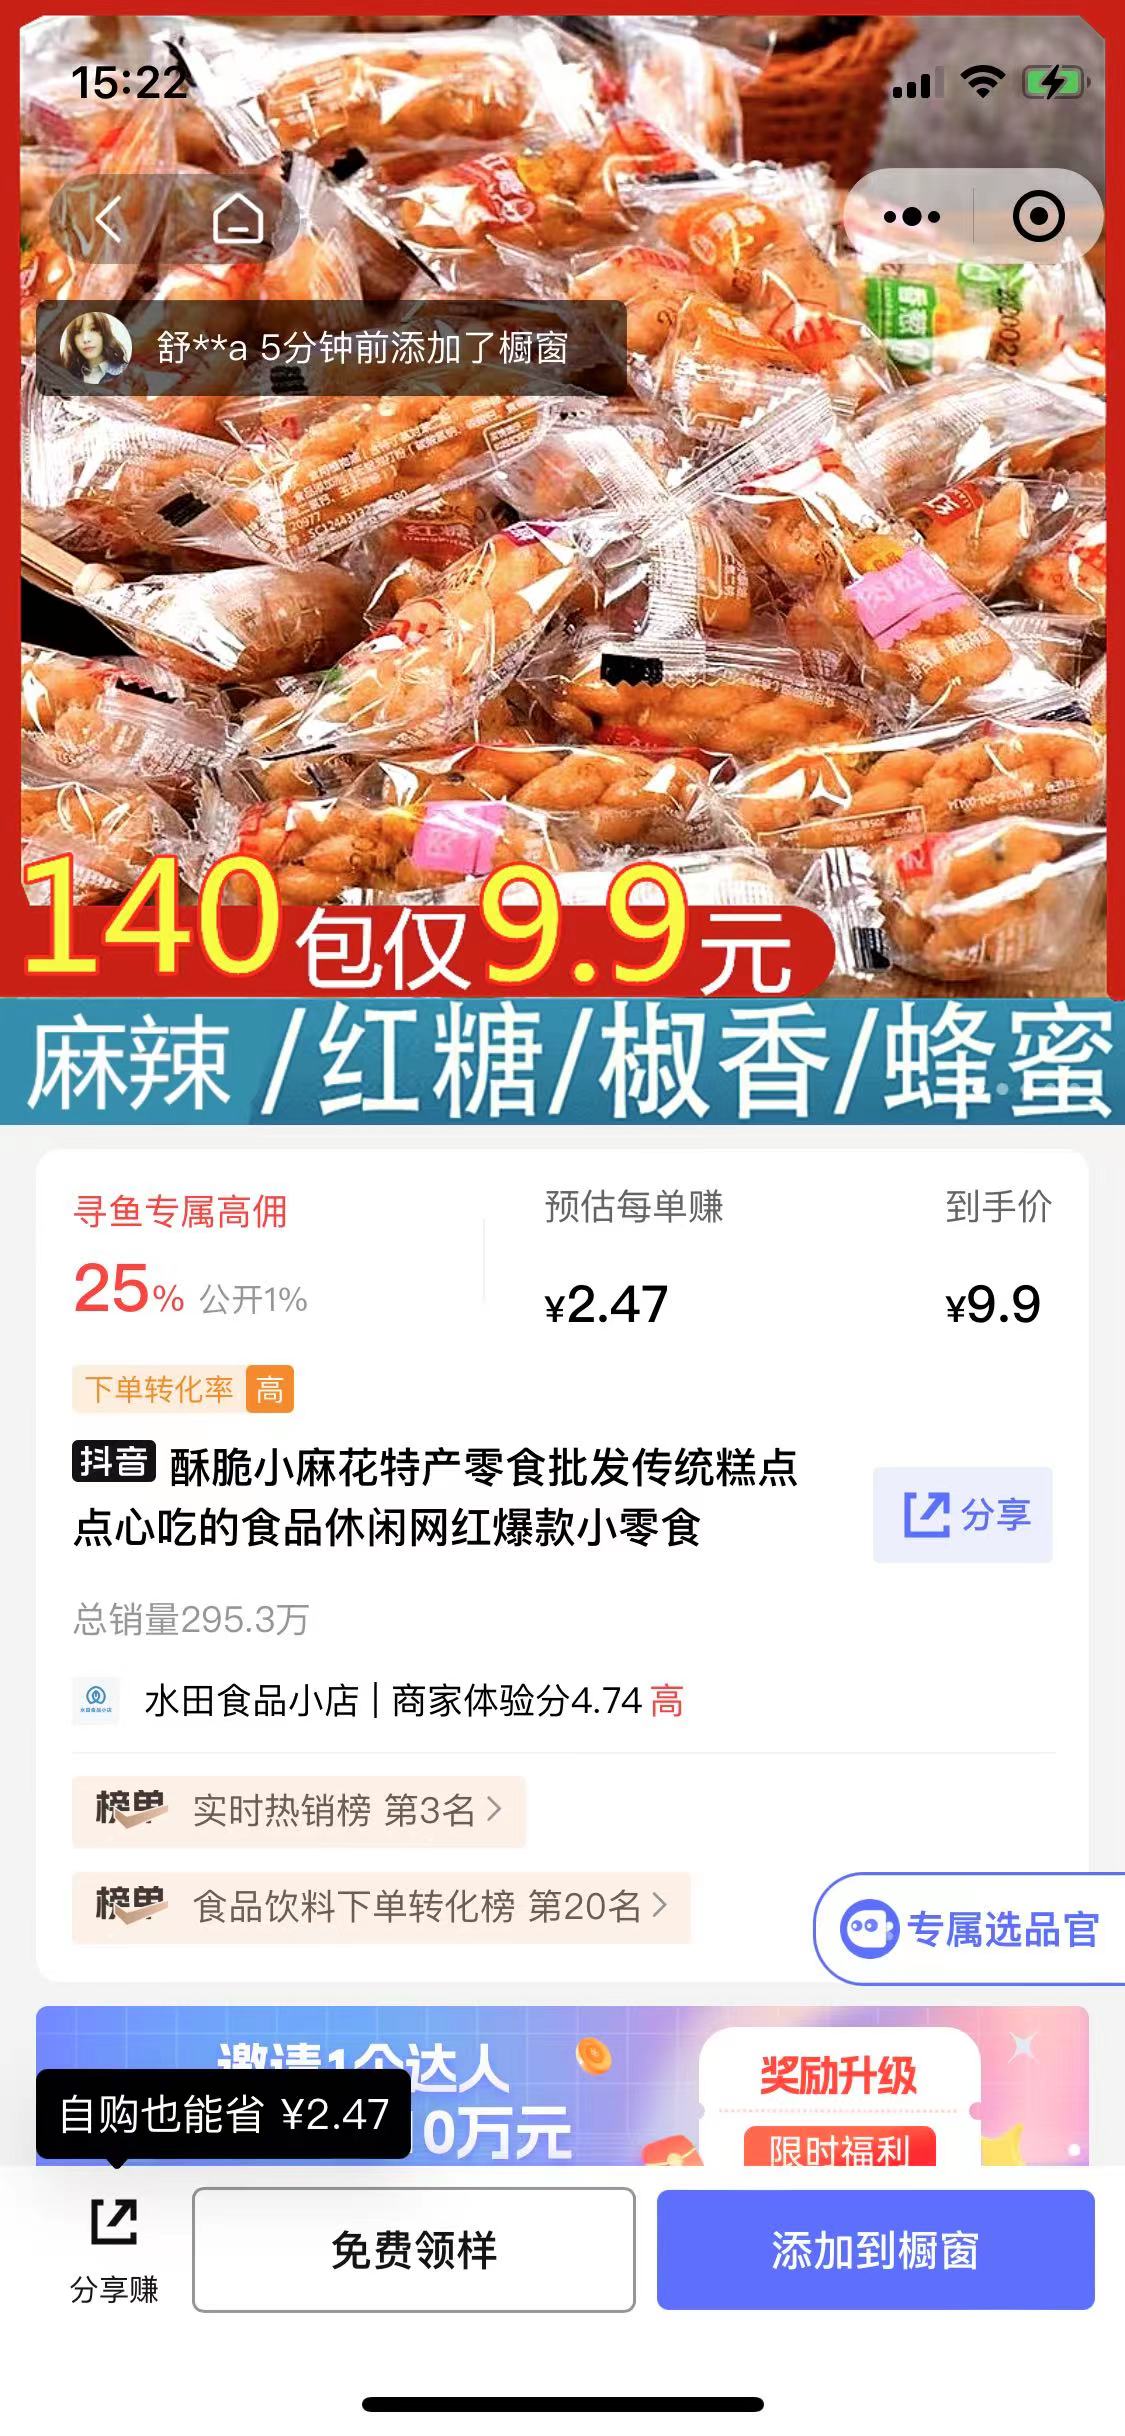 15:22
舒**a 5分钟前添加了橱窗
140包仅9.9元
麻辣/红糖/椒香/蜂蜜
寻鱼专属高佣
预估每单赚
到手价
25% 公开1%
¥2.47
¥9.9
下单转化率 高
抖音 酥脆小麻花特产零食批发传统糕点
点心吃的食品休闲网红爆款小零食
分享
总销量295.3万
水田食品小店 | 商家体验分4.74 高
榜单 实时热销榜 第3名 >
榜单 食品饮料下单转化榜 第20名 >
专属选品官
邀请1个达人
奖励升级
自购也能省 ¥2.47
0万元
限时福利
分享赚
免费领样
添加到橱窗